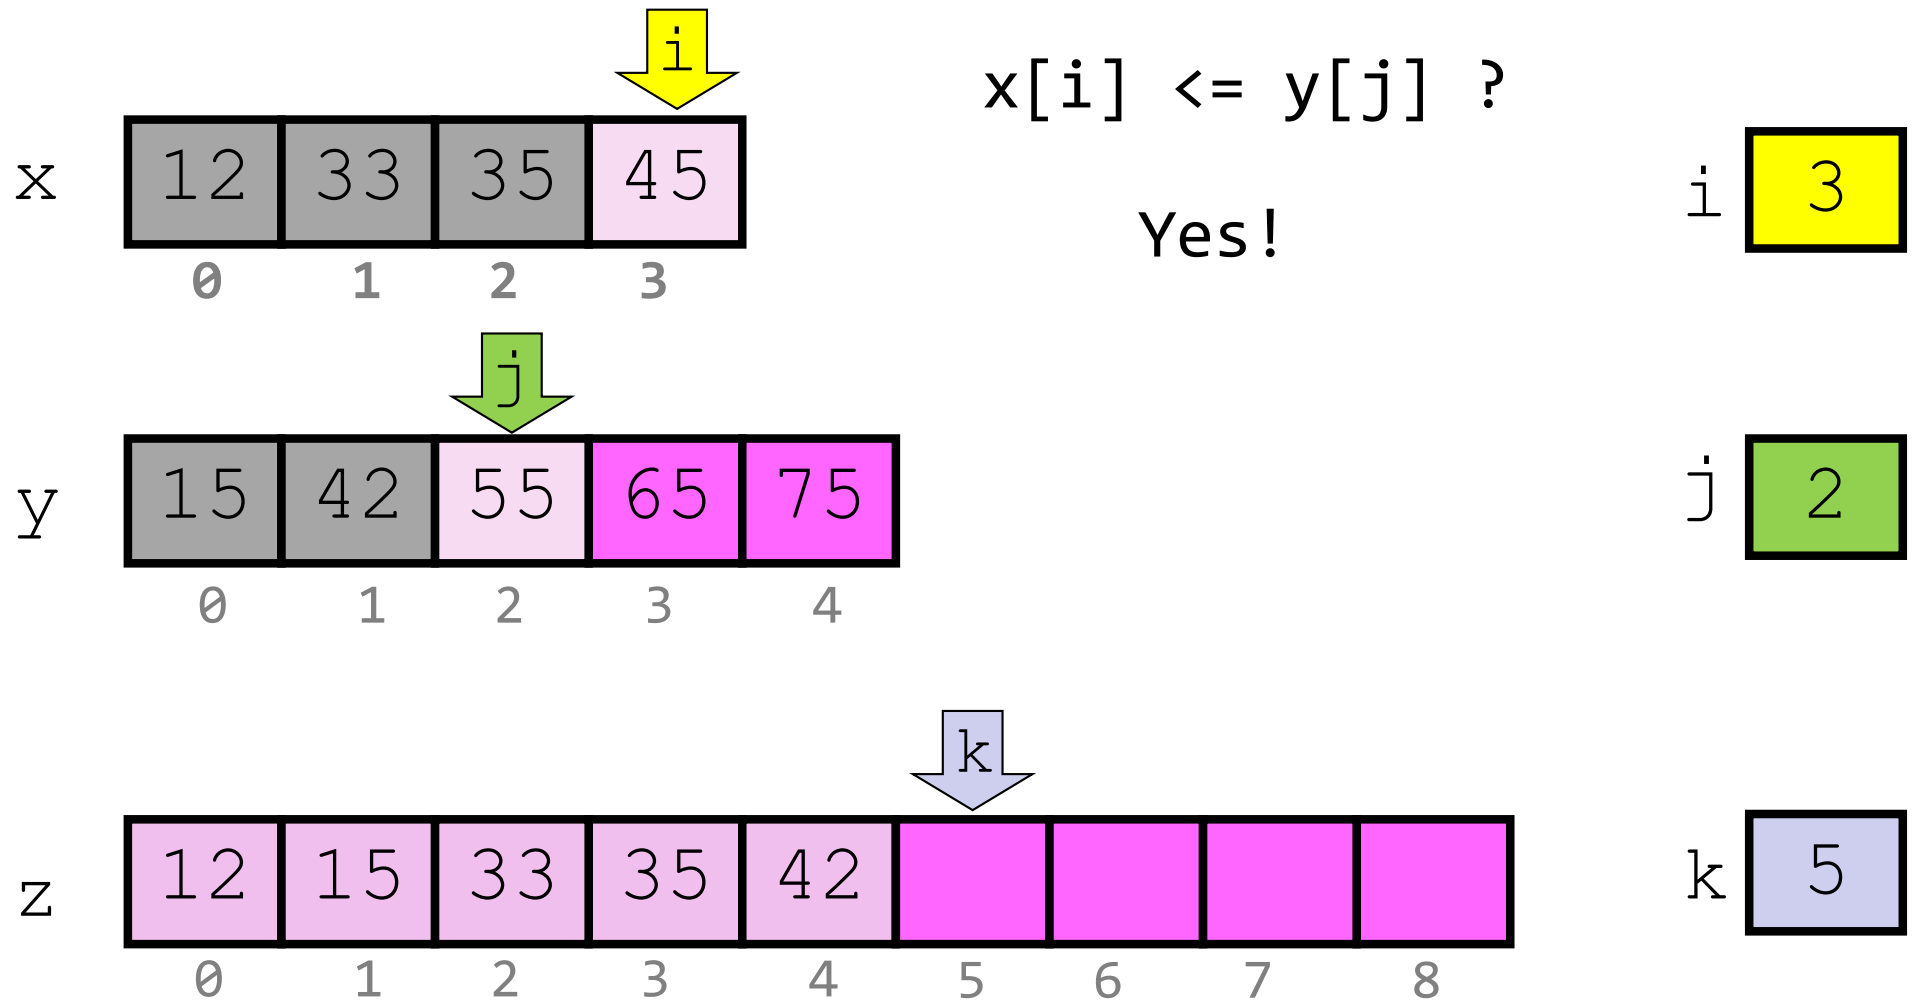 i
x[i] <= y[j] ?
x 12 33 35 45
i 3
Yes!
0 1 2 3
j
y 15 42 55 65 75
j 2
0 1 2 3 4
k
z 12 15 33 35 42
k 5
0 1 2 3 4 5 6 7 8